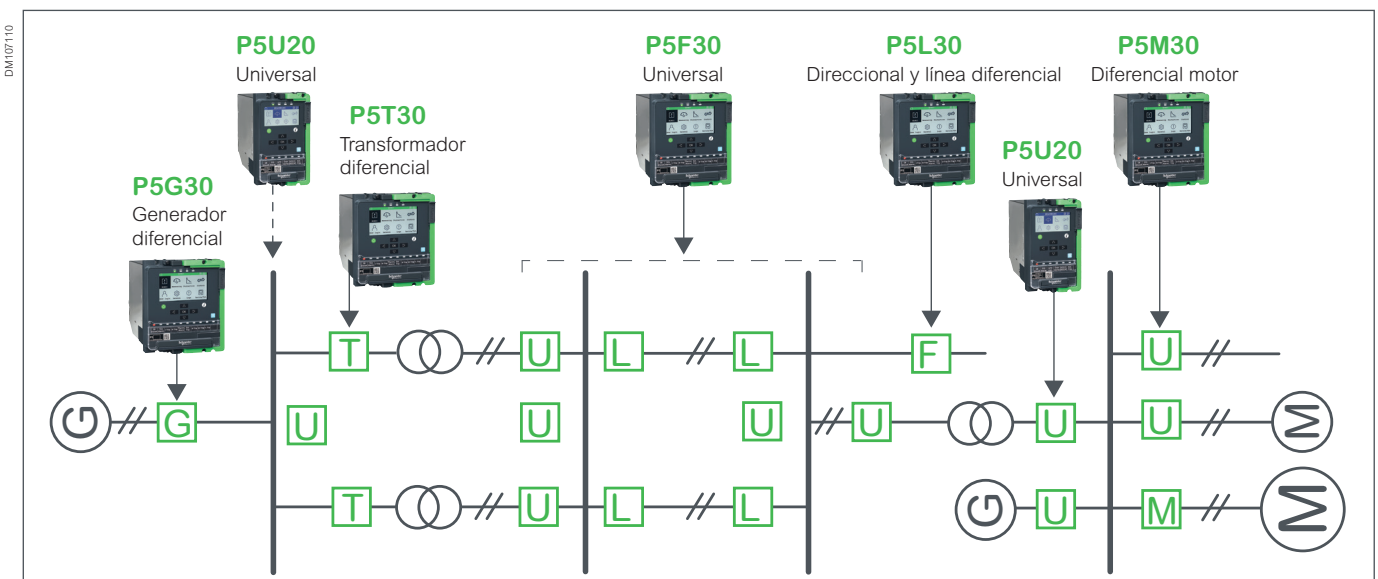 DM107110
P5U20
Universal
P5F30
Universal
P5L30
Direccional y línea diferencial
P5M30
Diferencial motor
P5T30
Transformador
diferencial
P5U20
Universal
P5G30
Generador
diferencial
T U L L F U
G G U U U U U U M
T U L L G U M M